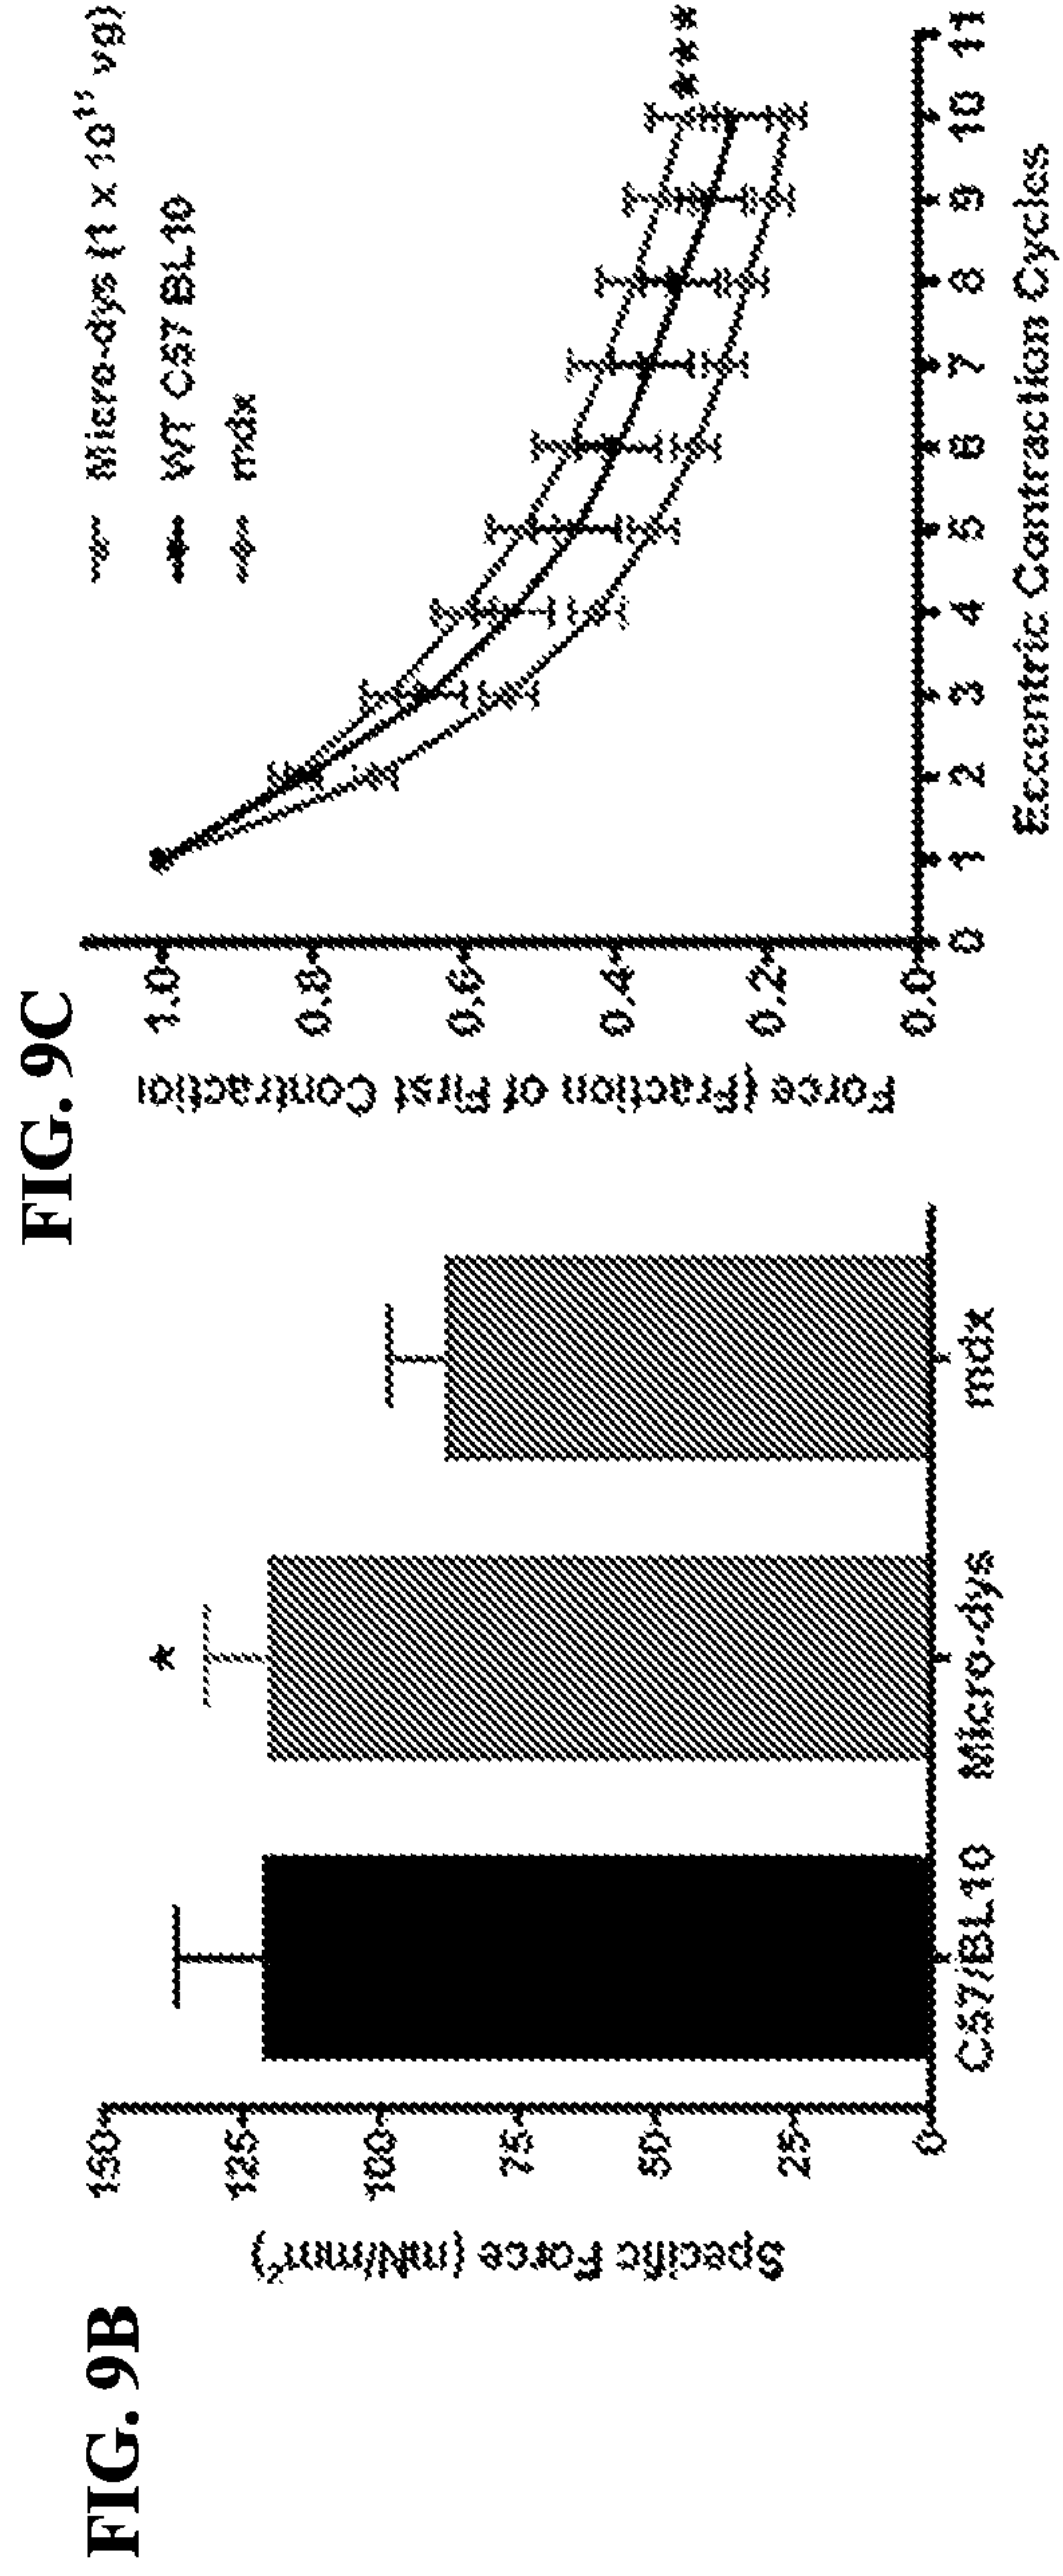 FIG. 9B
Specific Force (mN/mm²)
150
125
100
75
50
25
0
C57/BL10
Micro-dys
mdx
*
FIG. 9C
Force (Fraction of First Contraction
1.0
0.8
0.6
0.4
0.2
0.0
0 1 2 3 4 5 6 7 8 9 10 11
Eccentric Contraction Cycles
Micro-dys (1 x 10 vg)
WT C57 BL10
mdx
***